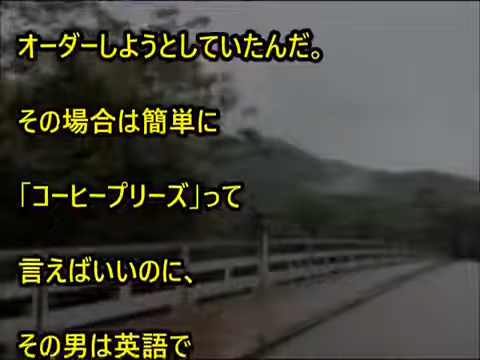 オーダーしようとしていたんだ。
その場合は簡単に
「コーヒープリーズ」って
言えばいいのに、
その男は英語で